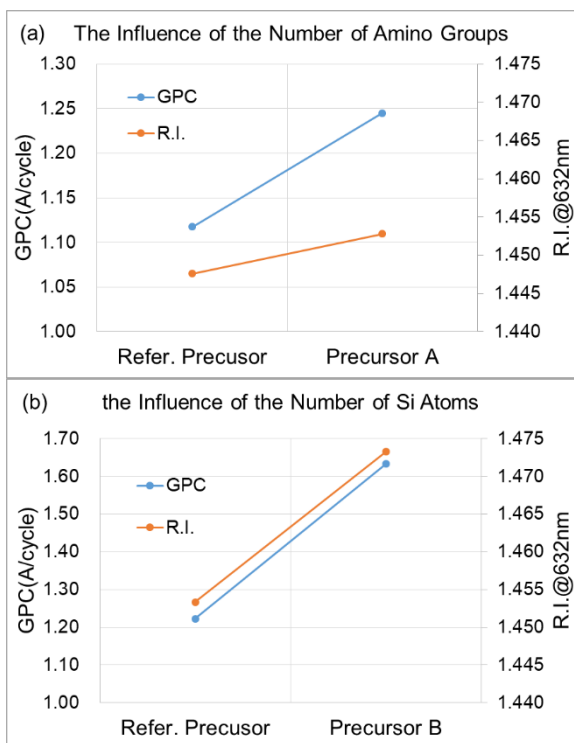 (a) The Influence of the Number of Amino Groups
1.30 1.475
GPC
1.25 1.470
R.I.
1.465
1.20
1.460
1.15
1.455
1.10
1.450
1.05
1.445
1.00 1.440
GPC(A/cycle)
R.I.@632nm
Refer. Precusor Precursor A
(b) the Influence of the Number of Si Atoms
1.70 1.475
1.60 1.470
GPC
1.50 1.465
R.I.
1.460
1.40
1.455
1.30
1.450
1.20
1.10 1.445
1.00 1.440
GPC(A/cycle)
R.I.@632nm
Refer. Precusor Precursor B